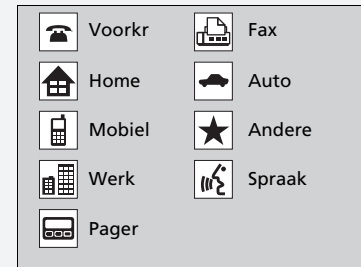 Voorkr
Fax
Home
Auto
Mobiel
Andere
Werk
Spraak
Pager